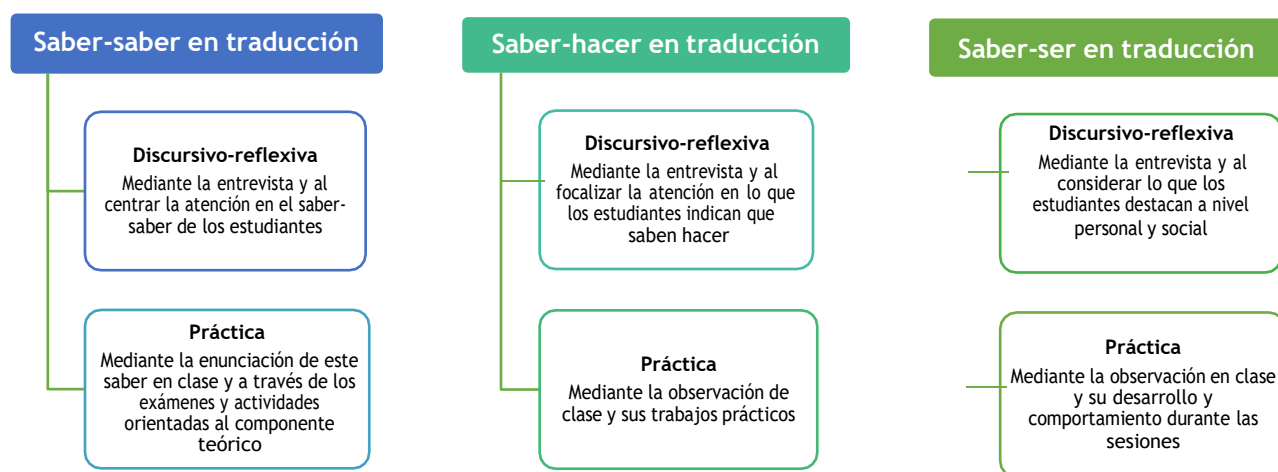 Saber-saber en traducción
Discursivo-reflexiva
Mediante la entrevista y al
centrar la atención en el saber-
saber de los estudiantes
Práctica
Mediante la enunciación de este
saber en clase y a través de los
exámenes y actividades
orientadas al componente
teórico
Saber-hacer en traducción
Discursivo-reflexiva
Mediante la entrevista y al
focalizar la atención en lo que
los estudiantes indican que
saben hacer
Práctica
Mediante la observación de
clase y sus trabajos prácticos
Saber-ser en traducción
Discursivo-reflexiva
Mediante la entrevista y al
considerar lo que los
estudiantes destacan a nivel
personal y social
Práctica
Mediante la observación en clase
y su desarrollo y
comportamiento durante las
sesiones